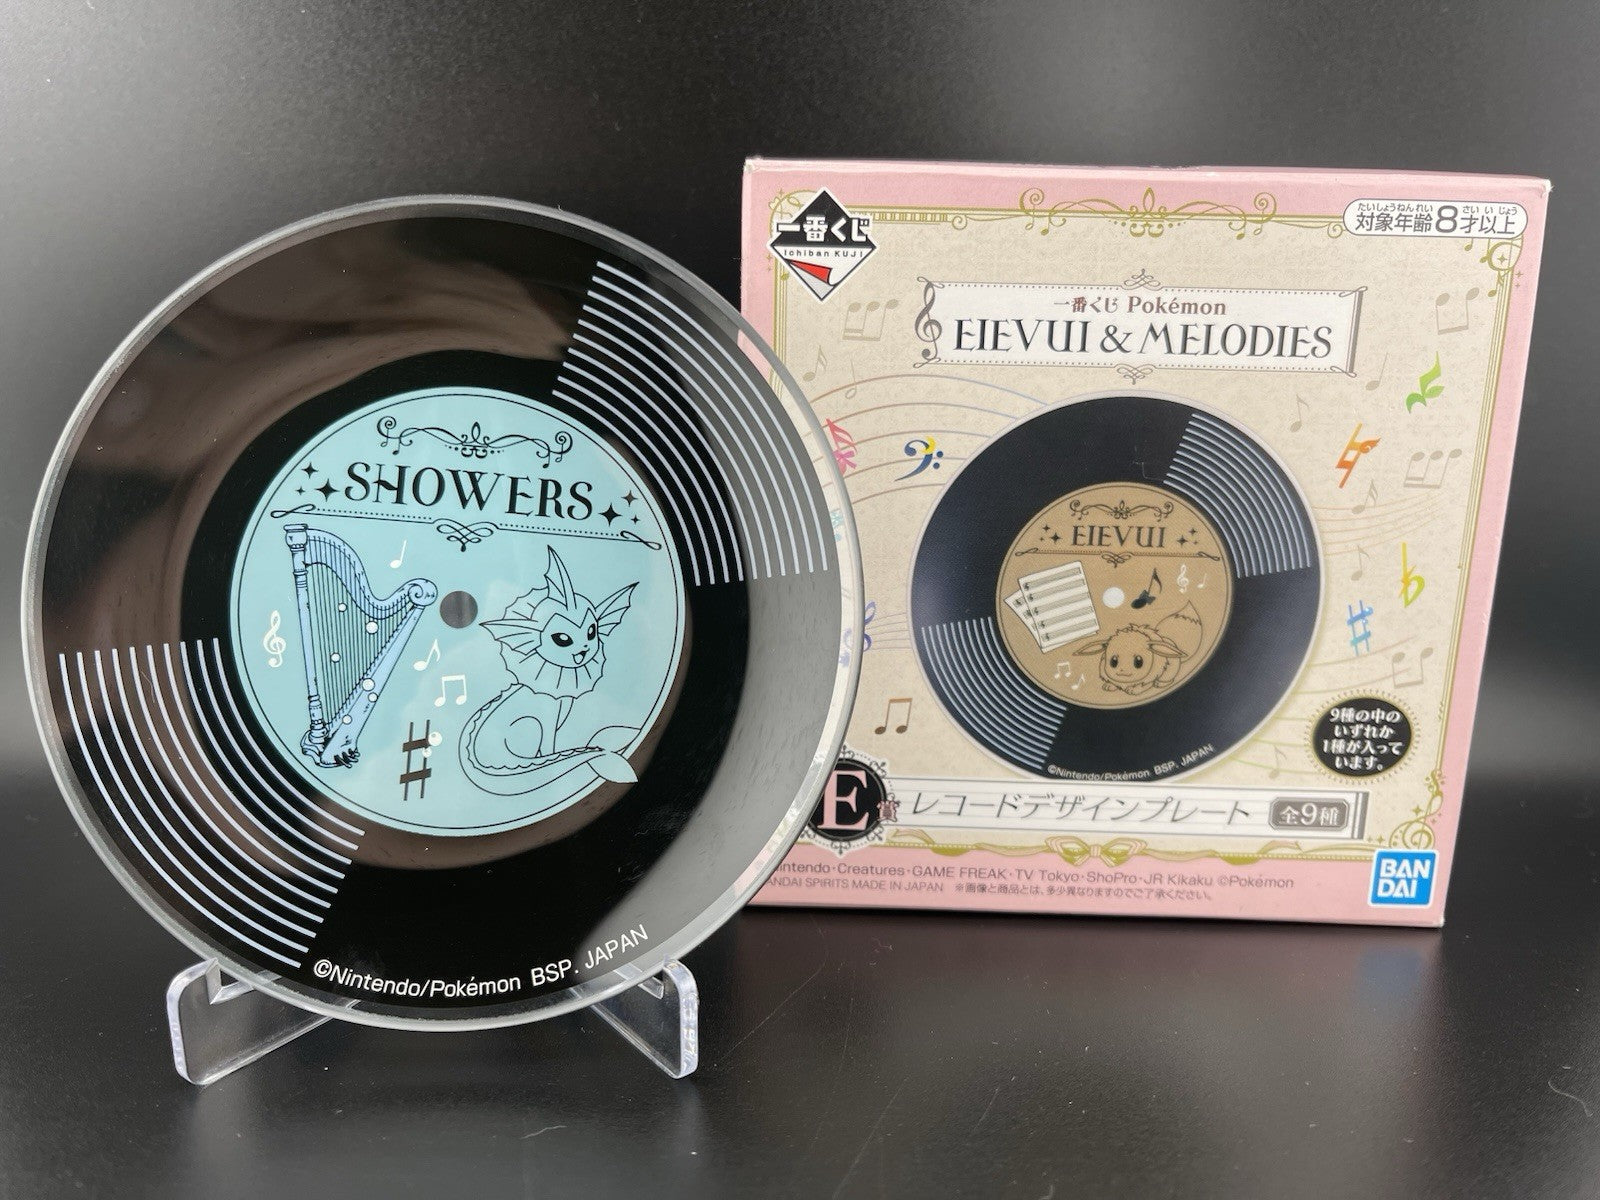 SHOWERS
©Nintendo/Pokémon BSP. JAPAN
一番くじ
Ichiban KUJI
たいしょうねんれい さい いじょう
対象年齢8才以上
一番くじ Pokémon
EIEVUI & MELODIES
EIEVUI
©Nintendo/Pokémon BSP. JAPAN
9種の中の
いずれか
1種が入って
います。
E賞 レコードデザインプレート 全9種
BAN
DAI
Creatures・GAME FREAK・TV Tokyo・ShoPro・JR Kikaku ©Pokémon
SPIRITS MADE IN JAPAN ※画像と商品とは、多少異なりますのでご了承ください。